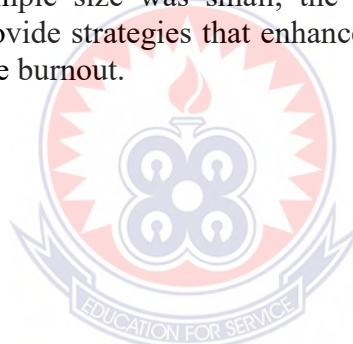 mple size was small, the
ovide strategies that enhance
e burnout.
EDUCATION FOR SERVICE